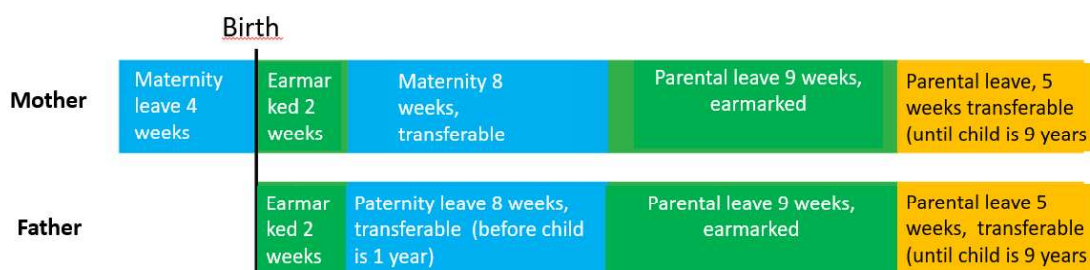 Birth
Mother
Maternity
leave 4
weeks
Earmar
ked 2
weeks
Maternity 8
weeks,
transferable
Parental leave 9 weeks,
earmarked
Parental leave, 5
weeks transferable
(until child is 9 years
Father
Earmar
ked 2
weeks
Paternity leave 8 weeks,
transferable (before child
is 1 year)
Parental leave 9 weeks,
earmarked
Parental leave 5
weeks, transferable
(until child is 9 years